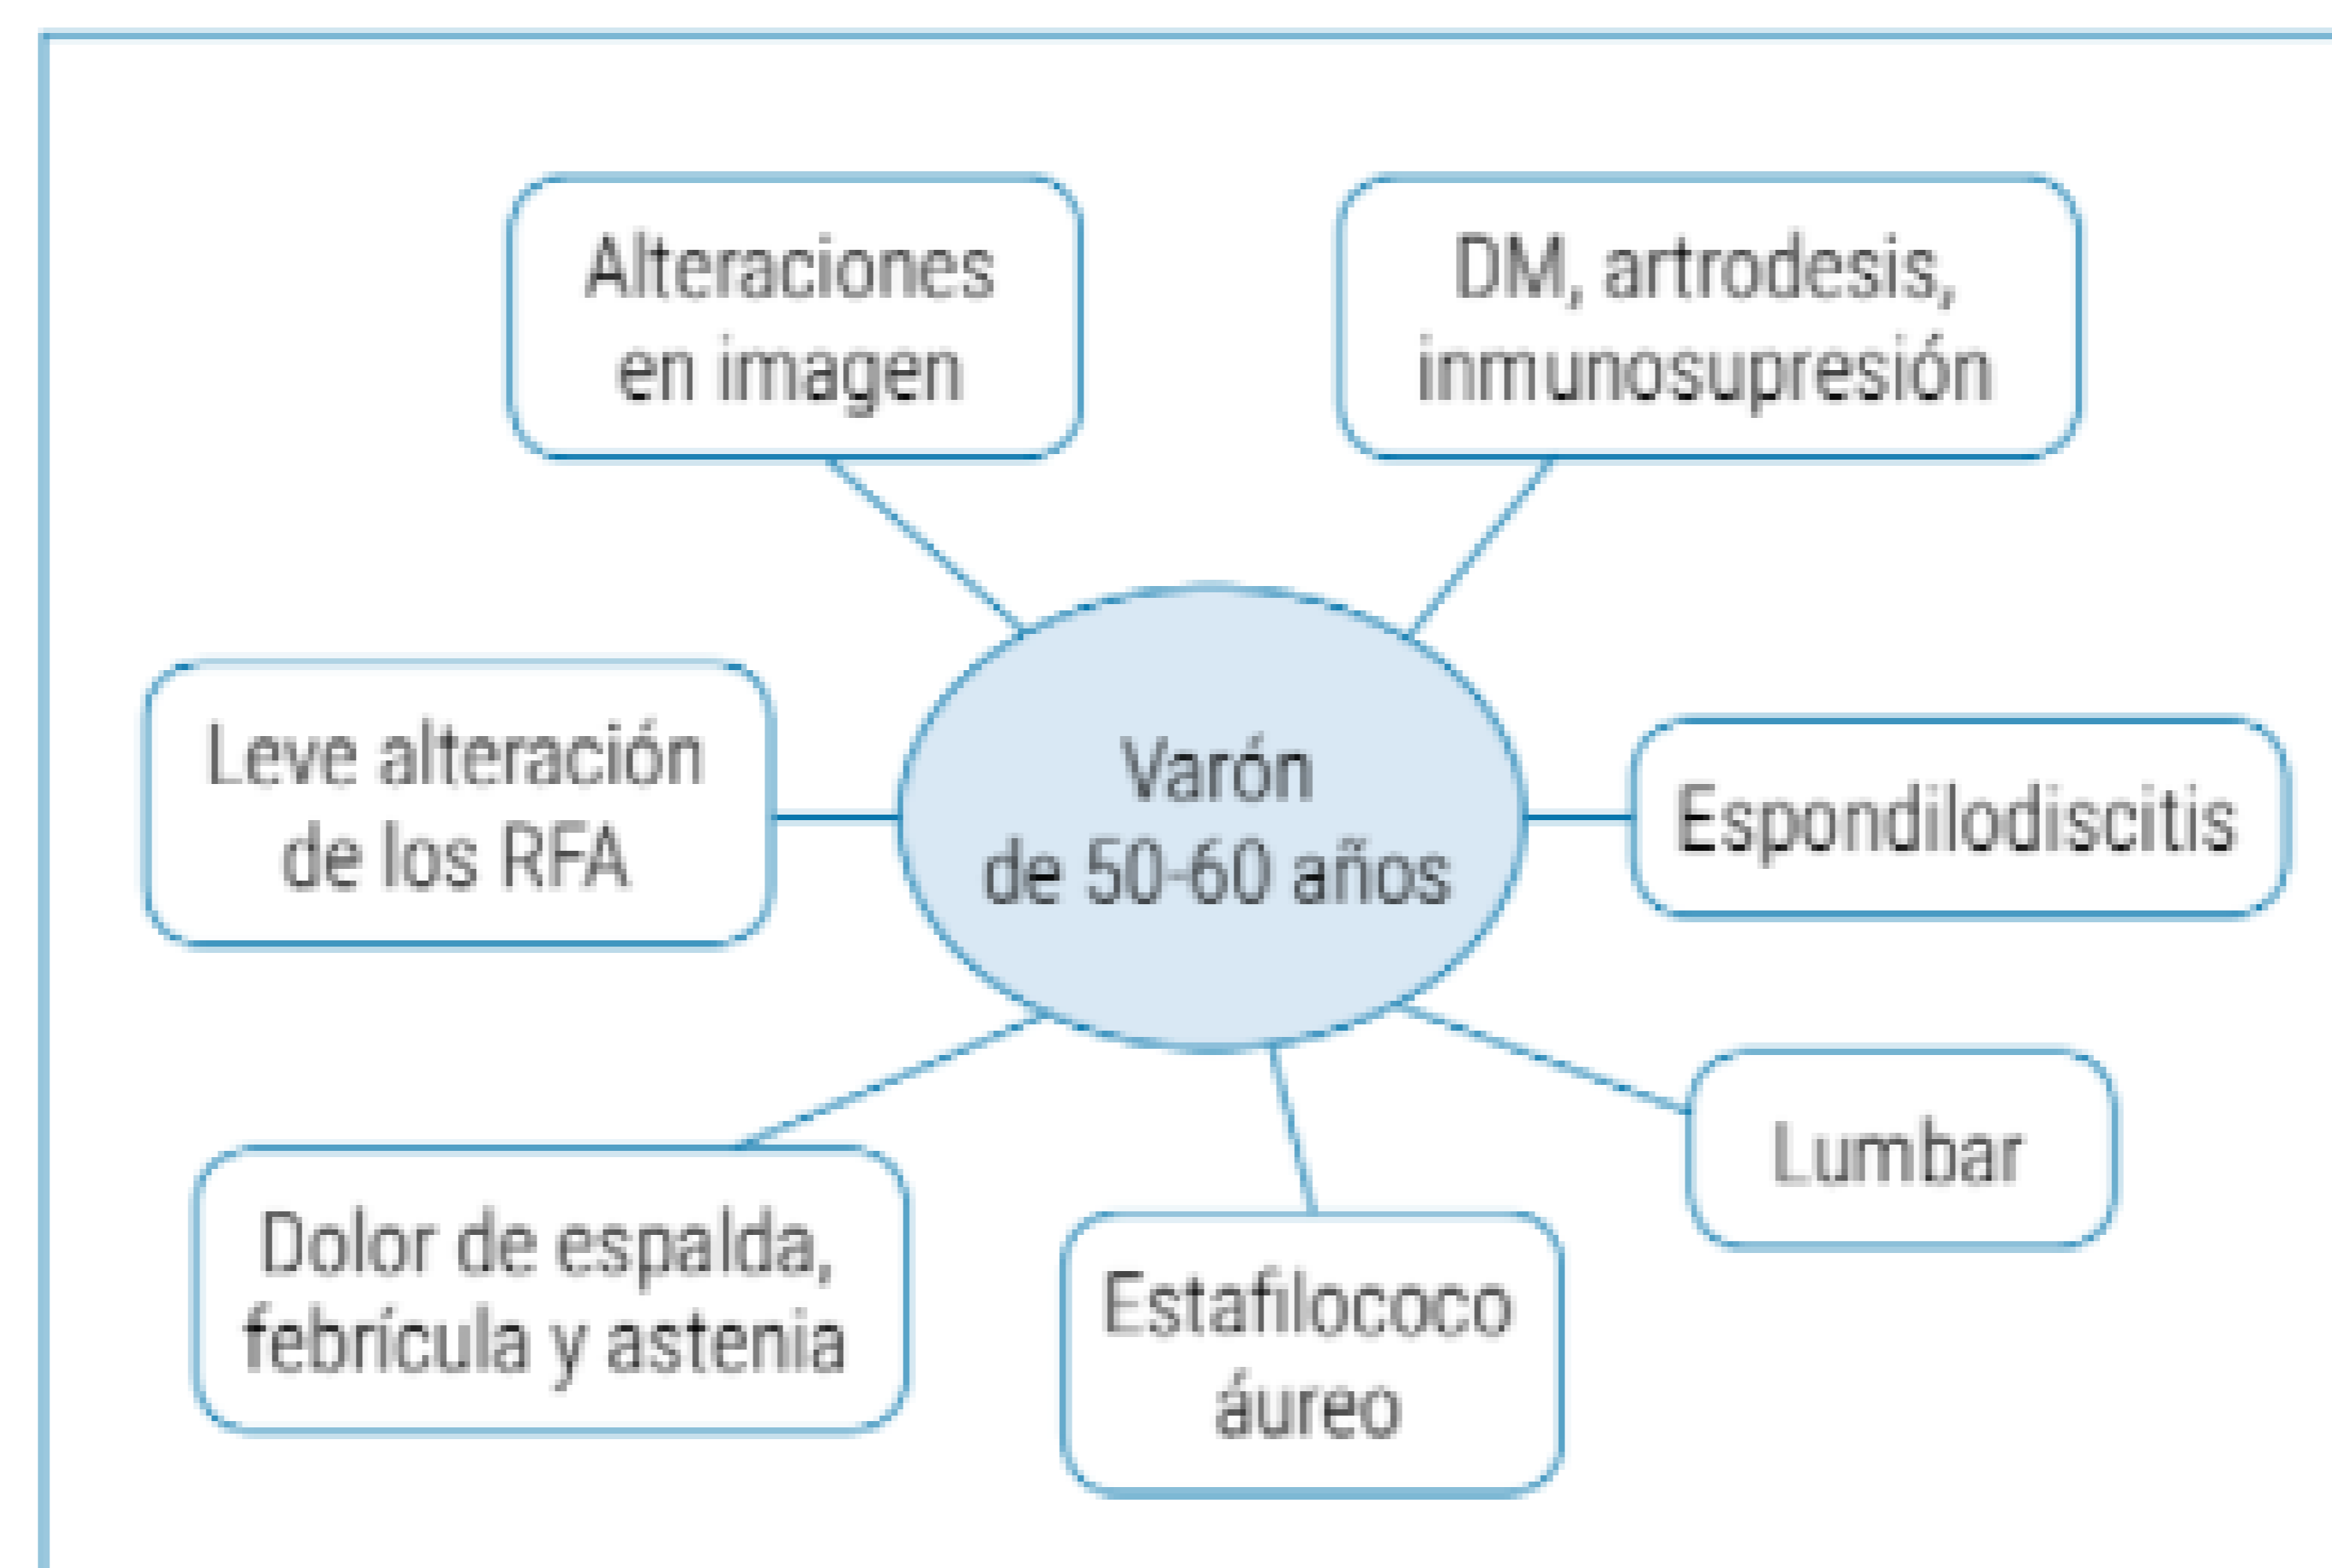 Alteraciones
en imagen
DM, artrodesis,
inmunosupresión
Leve alteración
de los RFA
Varón
de 50-60 años
Espondilodiscitis
Dolor de espalda,
febrícula y astenia
Estafilococo
áureo
Lumbar